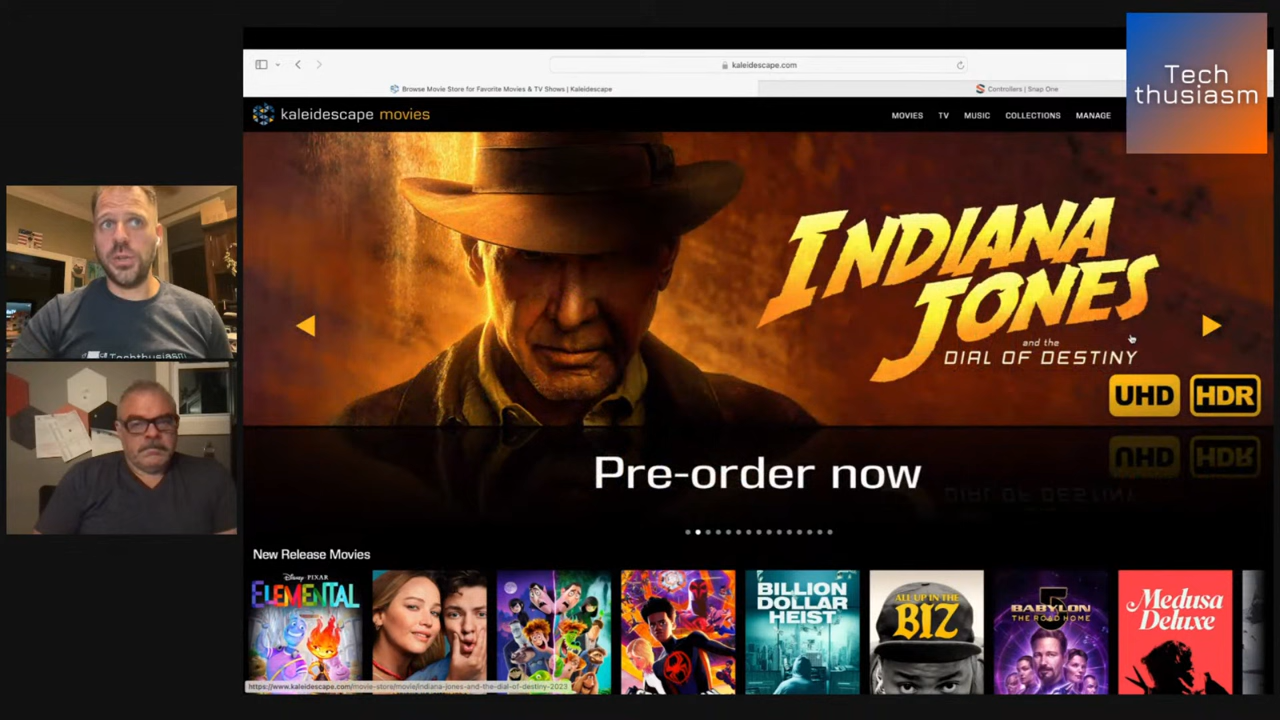 kaleidescape.com
Browse Movie Store for Favorite Movies & TV Shows | Kaleidescape
Controllers | Snap One
Tech
thusiasm
kaleidescape movies
MOVIES
TV
MUSIC
COLLECTIONS
MANAGE
INDIANA
JONES
and the
DIAL OF DESTINY
UHD
HDR
Pre-order now
New Release Movies
Disney PIXAR
ELEMENTAL
BILLION
DOLLAR
HEIST
ALL UP IN THE
BIZ
BABYLON
THE ROAD HOME
Medusa
Deluxe
https://www.kaleidescape.com/movie-store/movie/indiana-jones-and-the-dial-of-destiny-2023
Techthusiasm